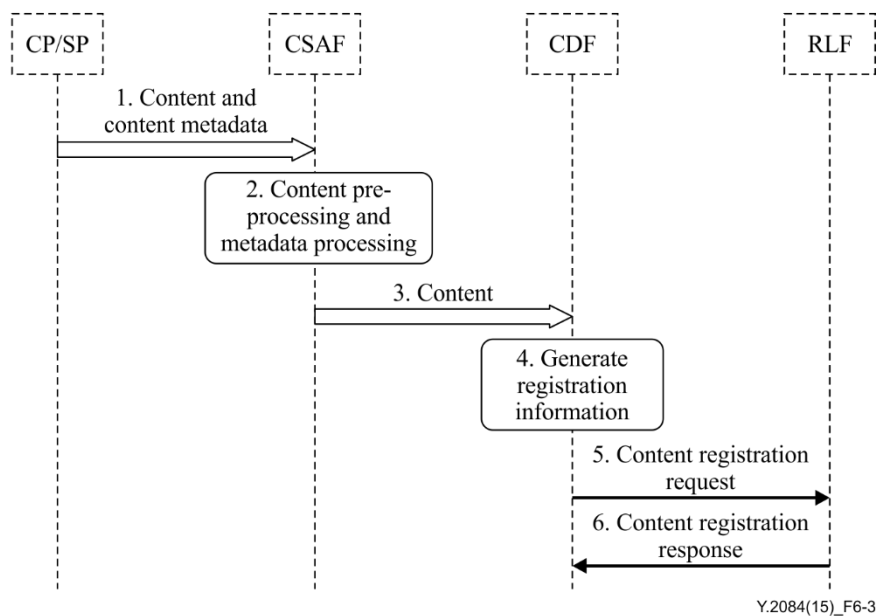 CP/SP
CSAF
CDF
RLF
1. Content and
content metadata
2. Content pre-
processing and
metadata processing
3. Content
4. Generate
registration
information
5. Content registration
request
6. Content registration
response
Y.2084(15)_F6-3